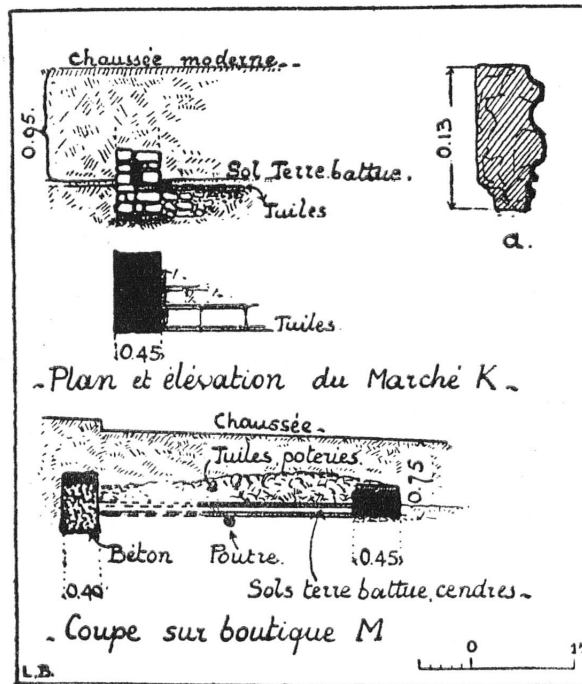 Chaussée moderne
0.95.
0.13
Sol Terre battue.
Tuiles
a.
Tuiles
0.45
Plan et élévation du Marché K
Chaussée
Tuiles poteries
0.75
Béton
Poutre
0.45
0.40
Sols terre battue, cendres
Coupe sur boutique M
0
L.B.